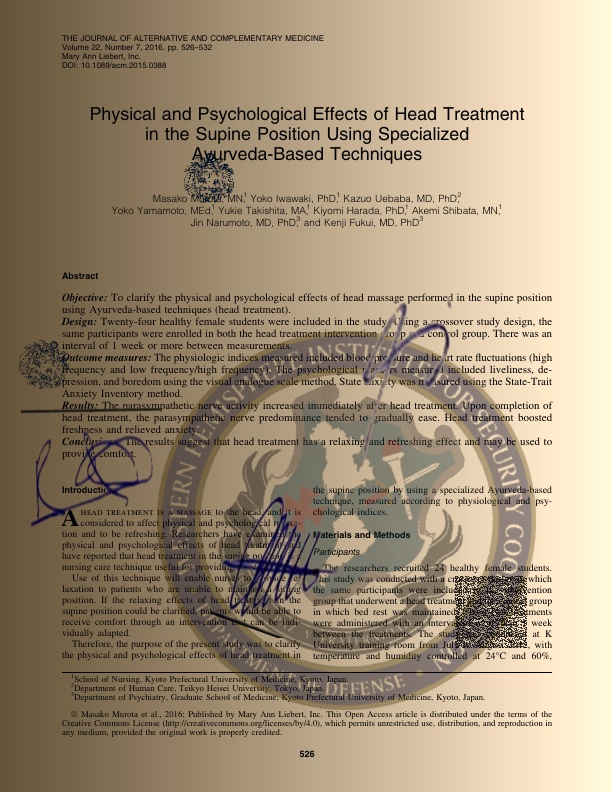 THE JOURNAL OF ALTERNATIVE AND COMPLEMENTARY MEDICINE
Volume 22, Number 7, 2016, pp. 526–532
Mary Ann Liebert, Inc.
DOI: 10.1089/acm.2015.0388
Physical and Psychological Effects of Head Treatment
in the Supine Position Using Specialized
Ayurveda-Based Techniques
Masako Murota, MN,1 Yoko Iwawaki, PhD,1 Kazuo Uebaba, MD, PhD,2
Yoko Yamamoto, MEd,1 Yukie Takishita, MA,1 Kiyomi Harada, PhD,1 Akemi Shibata, MN,1
Jin Narumoto, MD, PhD,3 and Kenji Fukui, MD, PhD3
Abstract
Objective: To clarify the physical and psychological effects of head massage performed in the supine position
using Ayurveda-based techniques (head treatment).
Design: Twenty-four healthy female students were included in the study. Using a crossover study design, the
same participants were enrolled in both the head treatment intervention group and control group. There was an
interval of 1 week or more between measurements.
Outcome measures: The physiologic indices measured included blood pressure and heart rate fluctuations (high
frequency and low frequency/high frequency). The psychological markers measured included liveliness, de-
pression, and boredom using the visual analogue scale method. State anxiety was measured using the State-Trait
Anxiety Inventory method.
Results: The parasympathetic nerve activity increased immediately after head treatment. Upon completion of
head treatment, the parasympathetic nerve predominance tended to gradually ease. Head treatment boosted
freshness and relieved anxiety.
Conclusions: The results suggest that head treatment has a relaxing and refreshing effect and may be used to
provide comfort.
Introduction
A HEAD TREATMENT IS A MASSAGE to the head, and it is
considered to affect physical and psychological relaxa-
tion and to be refreshing. Researchers have examined the
physical and psychological effects of head treatment and
have reported that head treatment in the supine position is a
nursing care technique useful for providing
Use of this technique will enable nurses to provide re-
laxation to patients who are unable to maintain a sitting
position. If the relaxing effects of head treatment in the
supine position could be clarified, patients would be able to
receive comfort through an intervention that can be indi-
vidually adapted.
Therefore, the purpose of the present study was to clarify
the physical and psychological effects of head treatment in
the supine position by using a specialized Ayurveda-based
technique, measured according to physiological and psy-
chological indices.
Materials and Methods
Participants
The researchers recruited 24 healthy female students.
This study was conducted with a crossover design in which
the same participants were included in the intervention
group that underwent a head treatment and control group
in which bed rest was maintained. treatments
were administered with an interval week
between the treatments. The study at K
University training room from July 2012, with
temperature and humidity controlled at 24°C and 60%,
1School of Nursing, Kyoto Prefectural University of Medicine, Kyoto, Japan.
2Department of Human Care, Teikyo Heisei University, Tokyo, Japan.
3Department of Psychiatry, Graduate School of Medicine, Kyoto Prefectural University of Medicine, Kyoto, Japan.
© Masako Murota et al., 2016; Published by Mary Ann Liebert, Inc. This Open Access article is distributed under the terms of the
Creative Commons License (http://creativecommons.org/licenses/by/4.0), which permits unrestricted use, distribution, and reproduction in
any medium, provided the original work is properly credited.
526